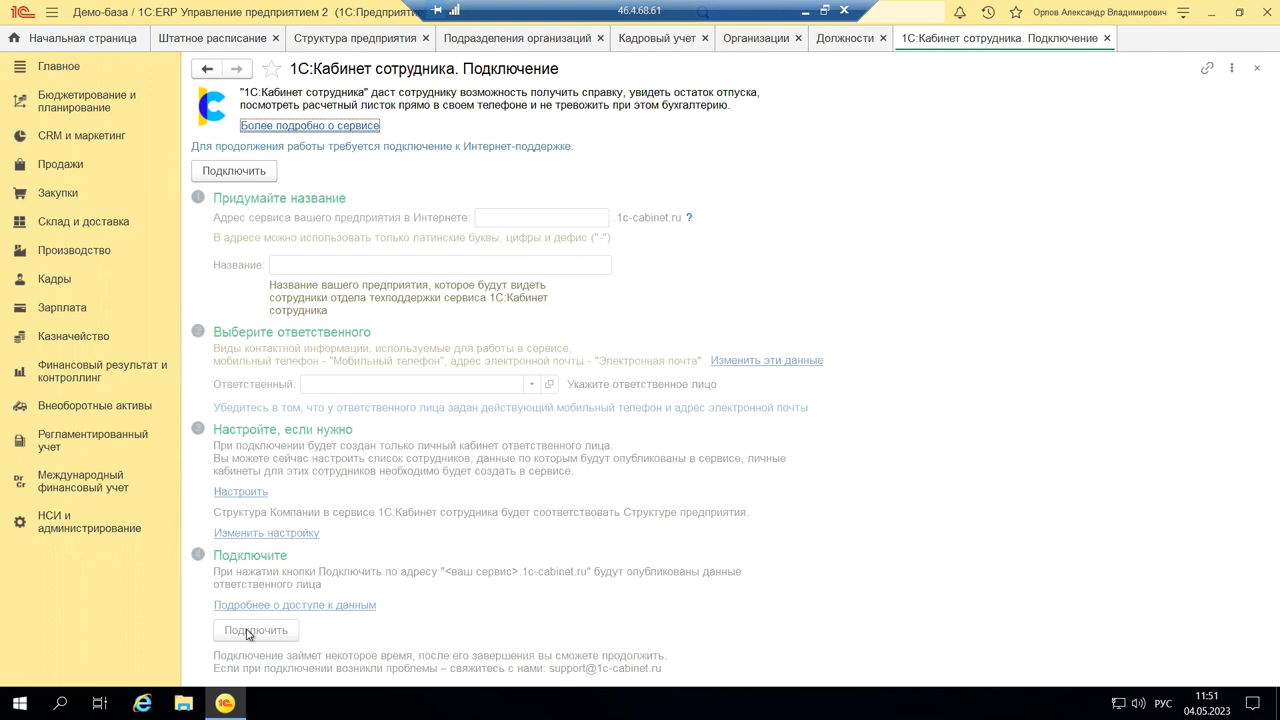 Демо-база / 1С:ERP Управление предприятием 2 (1С:Предприятие
46.4.68.61
Орлов Александр Владимирович
Начальная страница
Штатное расписание
Структура предприятия
Подразделения организаций
Кадровый учет
Организации
Должности
1С:Кабинет сотрудника. Подключение
Главное
Бюджетирование и
планирование
CRM и маркетинг
Продажи
Закупки
Склад и доставка
Производство
Кадры
Зарплата
Казначейство
Финансовый результат и
контроллинг
Внеоборотные активы
Регламентированный
учет
Международный
финансовый учет
НСИ и
администрирование
1С:Кабинет сотрудника. Подключение
"1С:Кабинет сотрудника" даст сотруднику возможность получить справку, увидеть остаток отпуска,
посмотреть расчетный листок прямо в своем телефоне и не тревожить при этом бухгалтерию.
Более подробно о сервисе
Для продолжения работы требуется подключение к Интернет-поддержке.
Подключить
1 Придумайте название
Адрес сервиса вашего предприятия в Интернете: .1c-cabinet.ru ?
В адресе можно использовать только латинские буквы, цифры и дефис ("-")
Название:
Название вашего предприятия, которое будут видеть
сотрудники отдела техподдержки сервиса 1С:Кабинет
сотрудника
2 Выберите ответственного
Виды контактной информации, используемые для работы в сервисе,
мобильный телефон - "Мобильный телефон", адрес электронной почты - "Электронная почта" Изменить эти данные
Ответственный: Укажите ответственное лицо
Убедитесь в том, что у ответственного лица задан действующий мобильный телефон и адрес электронной почты
3 Настройте, если нужно
При подключении будет создан только личный кабинет ответственного лица.
Вы можете сейчас настроить список сотрудников, данные по которым будут опубликованы в сервисе, личные
кабинеты для этих сотрудников необходимо будет создать в сервисе.
Настроить
Структура Компании в сервисе 1С:Кабинет сотрудника будет соответствовать Структуре предприятия.
Изменить настройку
4 Подключите
При нажатии кнопки Подключить по адресу "<ваш сервис>.1c-cabinet.ru" будут опубликованы данные
ответственного лица
Подробнее о доступе к данным
Подключить
Подключение займет некоторое время, после его завершения вы сможете продолжить.
Если при подключении возникли проблемы – свяжитесь с нами: support@1c-cabinet.ru
РУС
11:51
04.05.2023